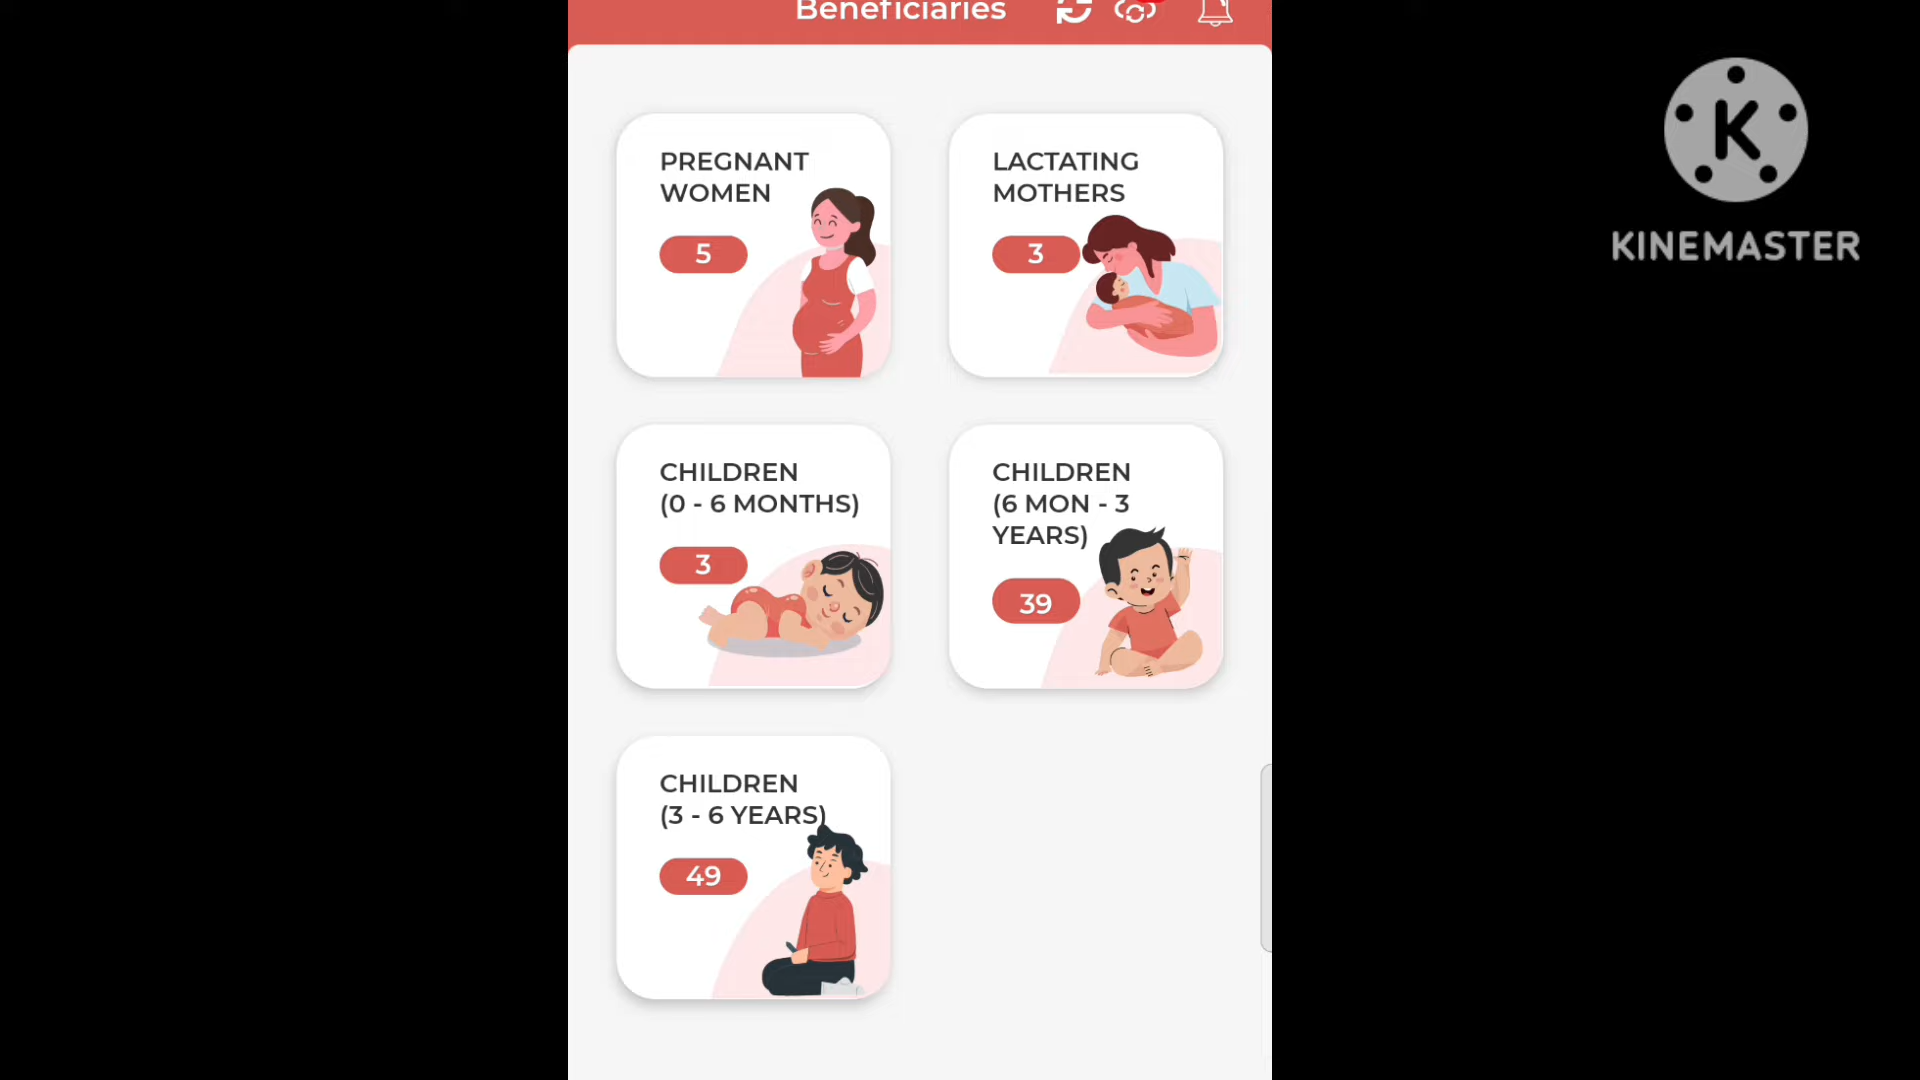 Beneficiaries
PREGNANT
WOMEN
5
LACTATING
MOTHERS
3
CHILDREN
(0 - 6 MONTHS)
3
CHILDREN
(6 MON - 3
YEARS)
39
CHILDREN
(3 - 6 YEARS)
49
K
KINEMASTER